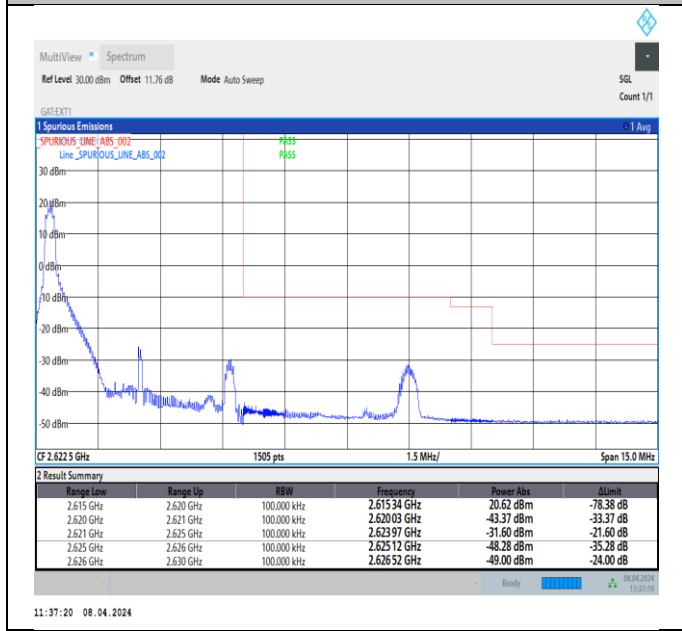 MultiView Spectrum
Ref Level 30.00 dBm Offset 11.76 dB Mode Auto Sweep SGL
Count 1/1
GAT:EXT1
1 Spurious Emissions 1 Avg
_SPURIOUS_LINE_ABS_002 PASS
Line _SPURIOUS_LINE_ABS_002 PASS
30 dBm
20 dBm
10 dBm
0 dBm
-10 dBm
-20 dBm
-30 dBm
-40 dBm
-50 dBm
CF 2.622 5 GHz 1505 pts 1.5 MHz/ Span 15.0 MHz
2 Result Summary
Range Low Range Up RBW Frequency Power Abs ΔLimit
2.615 GHz 2.620 GHz 100.000 kHz 2.615 34 GHz 20.62 dBm -78.38 dB
2.620 GHz 2.621 GHz 100.000 kHz 2.620 03 GHz -43.37 dBm -33.37 dB
2.621 GHz 2.625 GHz 100.000 kHz 2.623 97 GHz -31.60 dBm -21.60 dB
2.625 GHz 2.626 GHz 100.000 kHz 2.625 12 GHz -48.28 dBm -35.28 dB
2.626 GHz 2.630 GHz 100.000 kHz 2.626 52 GHz -49.00 dBm -24.00 dB
Ready 08.04.2024
11:37:19
11:37:20 08.04.2024